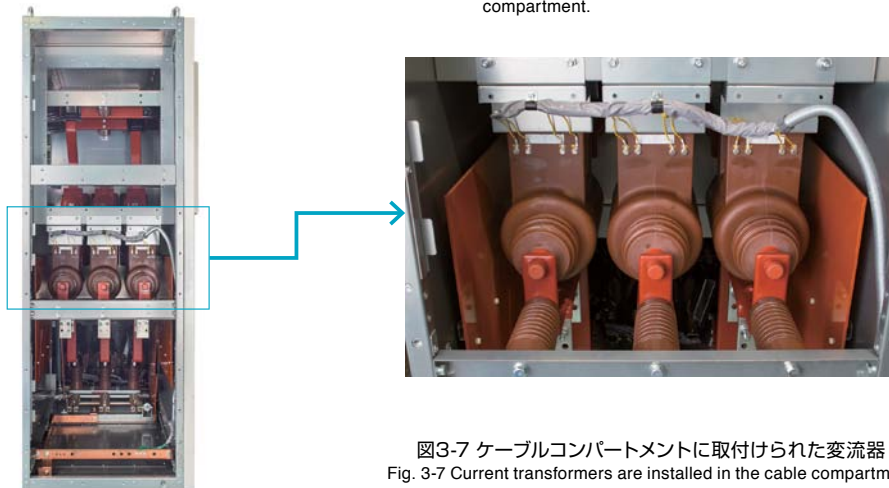 compartment.
図3-7 ケーブルコンパートメントに取付けられた変流器
Fig. 3-7 Current transformers are installed in the cable compartm